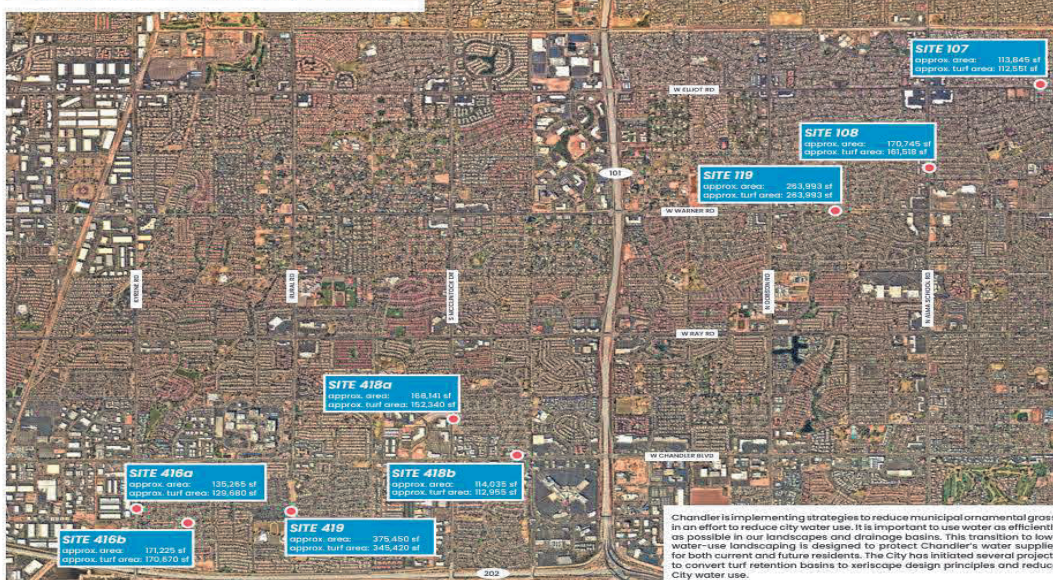 SITE 107
approx. area: 113,845 sf
approx. turf area: 112,551 sf
W ELLIOT RD
SITE 108
approx. area: 170,745 sf
approx. turf area: 161,518 sf
101
SITE 119
approx. area: 263,993 sf
approx. turf area: 263,993 sf
W WARNER RD
KYRENE RD
RURAL RD
S MCCLINTOCK DR
N DOBSON RD
N ALMA SCHOOL RD
W RAY RD
SITE 418a
approx. area: 168,141 sf
approx. turf area: 152,340 sf
W CHANDLER BLVD
SITE 416a
approx. area: 135,265 sf
approx. turf area: 129,680 sf
SITE 418b
approx. area: 114,035 sf
approx. turf area: 112,955 sf
SITE 416b
approx. area: 171,225 sf
approx. turf area: 170,870 sf
SITE 419
approx. area: 375,450 sf
approx. turf area: 345,420 sf
202
Chandler is implementing strategies to reduce municipal ornamental grass
in an effort to reduce city water use. It is important to use water as efficientl
as possible in our landscapes and drainage basins. This transition to low
water-use landscaping is designed to protect Chandler's water supplie
for both current and future residents. The City has initiated several project
to convert turf retention basins to xeriscape design principles and reduc
City water use.